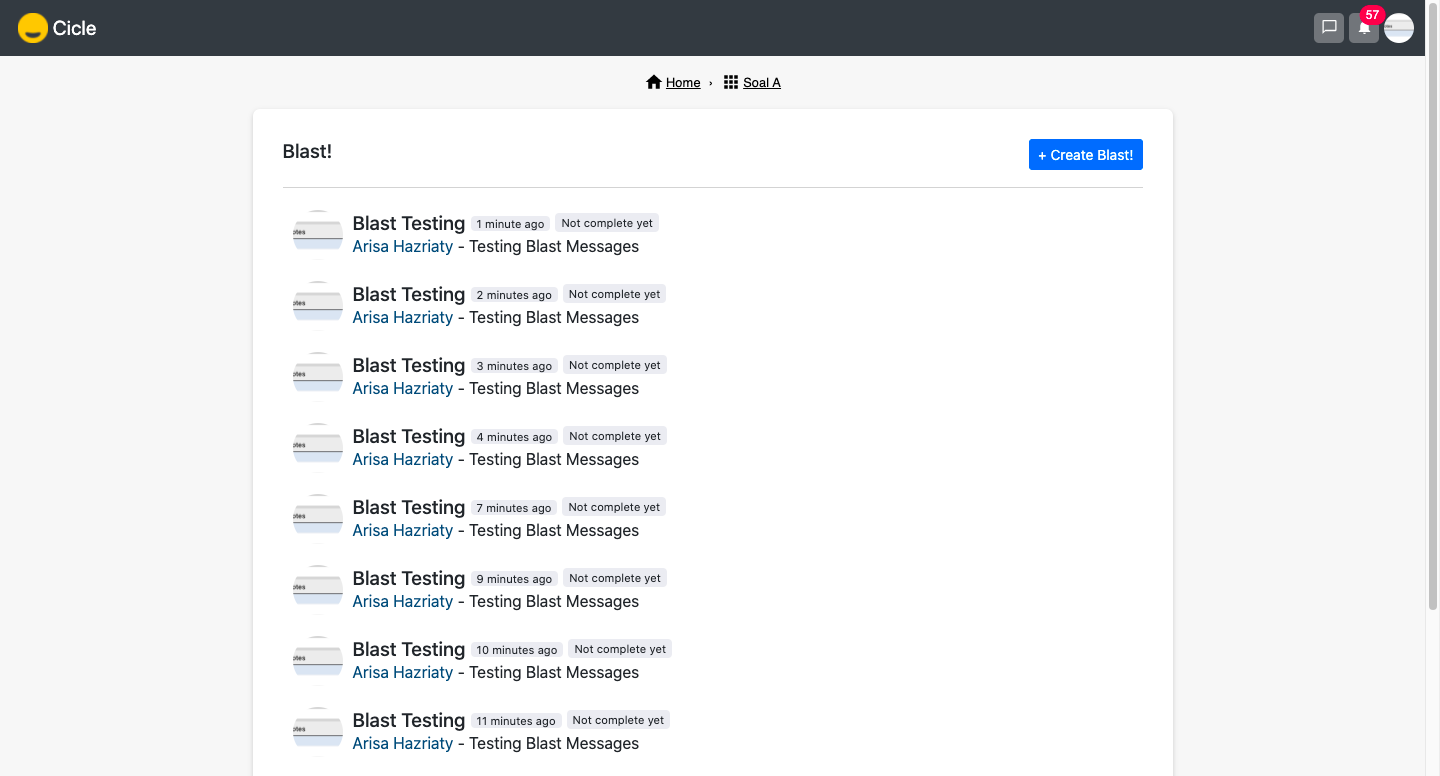 Cicle
57
Home › Soal A
Blast!
+ Create Blast!
Blast Testing 1 minute ago Not complete yet
Arisa Hazriaty - Testing Blast Messages
Blast Testing 2 minutes ago Not complete yet
Arisa Hazriaty - Testing Blast Messages
Blast Testing 3 minutes ago Not complete yet
Arisa Hazriaty - Testing Blast Messages
Blast Testing 4 minutes ago Not complete yet
Arisa Hazriaty - Testing Blast Messages
Blast Testing 7 minutes ago Not complete yet
Arisa Hazriaty - Testing Blast Messages
Blast Testing 9 minutes ago Not complete yet
Arisa Hazriaty - Testing Blast Messages
Blast Testing 10 minutes ago Not complete yet
Arisa Hazriaty - Testing Blast Messages
Blast Testing 11 minutes ago Not complete yet
Arisa Hazriaty - Testing Blast Messages